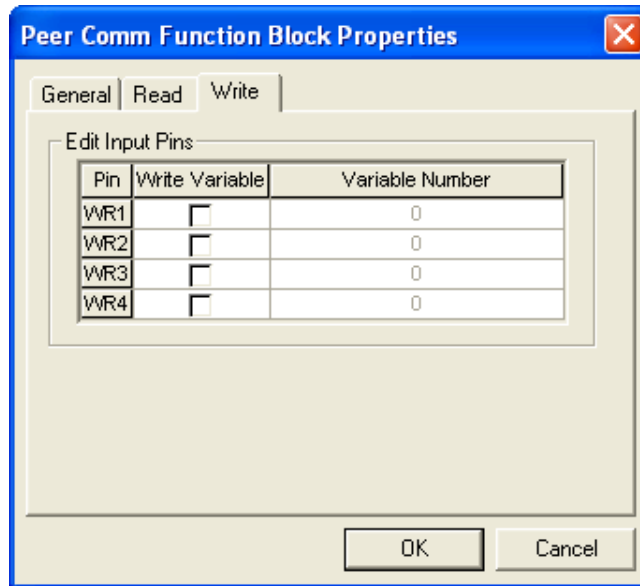 Peer Comm Function Block Properties
General Read Write
Edit Input Pins
Pin Write Variable Variable Number
WR1 0
WR2 0
WR3 0
WR4 0
OK Cancel